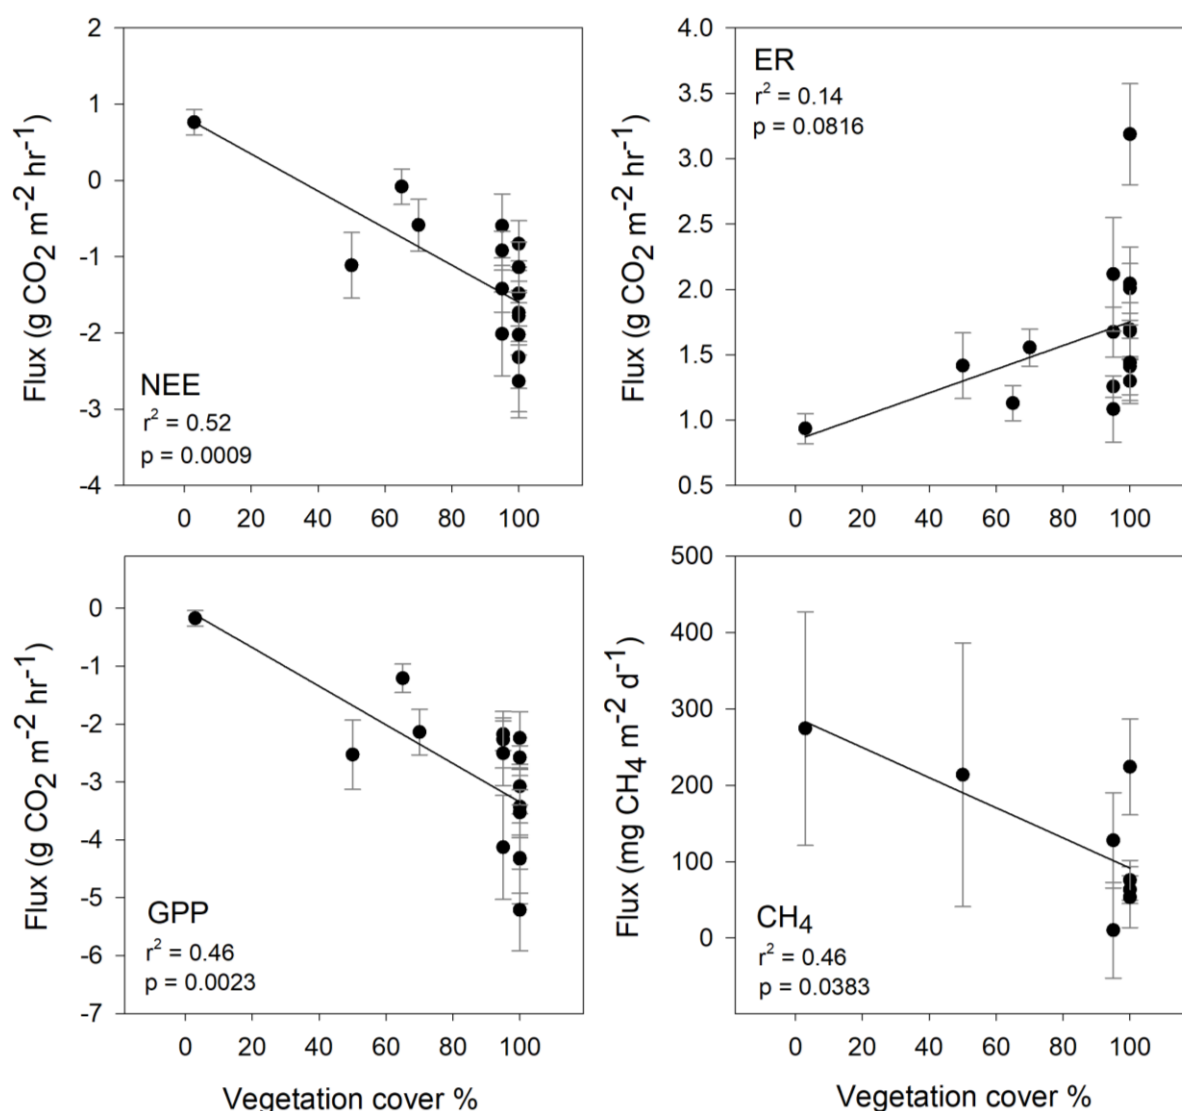 2
1
0
-1
-2
-3
-4
Flux (g CO2 m-2 hr-1)
NEE
r2 = 0.52
p = 0.0009
0 20 40 60 80 100
4.0
3.5
3.0
2.5
2.0
1.5
1.0
0.5
Flux (g CO2 m-2 hr-1)
ER
r2 = 0.14
p = 0.0816
0 20 40 60 80 100
0
-1
-2
-3
-4
-5
-6
-7
Flux (g CO2 m-2 hr-1)
GPP
r2 = 0.46
p = 0.0023
0 20 40 60 80 100
Vegetation cover %
500
400
300
200
100
0
Flux (mg CH4 m-2 d-1)
CH4
r2 = 0.46
p = 0.0383
0 20 40 60 80 100
Vegetation cover %